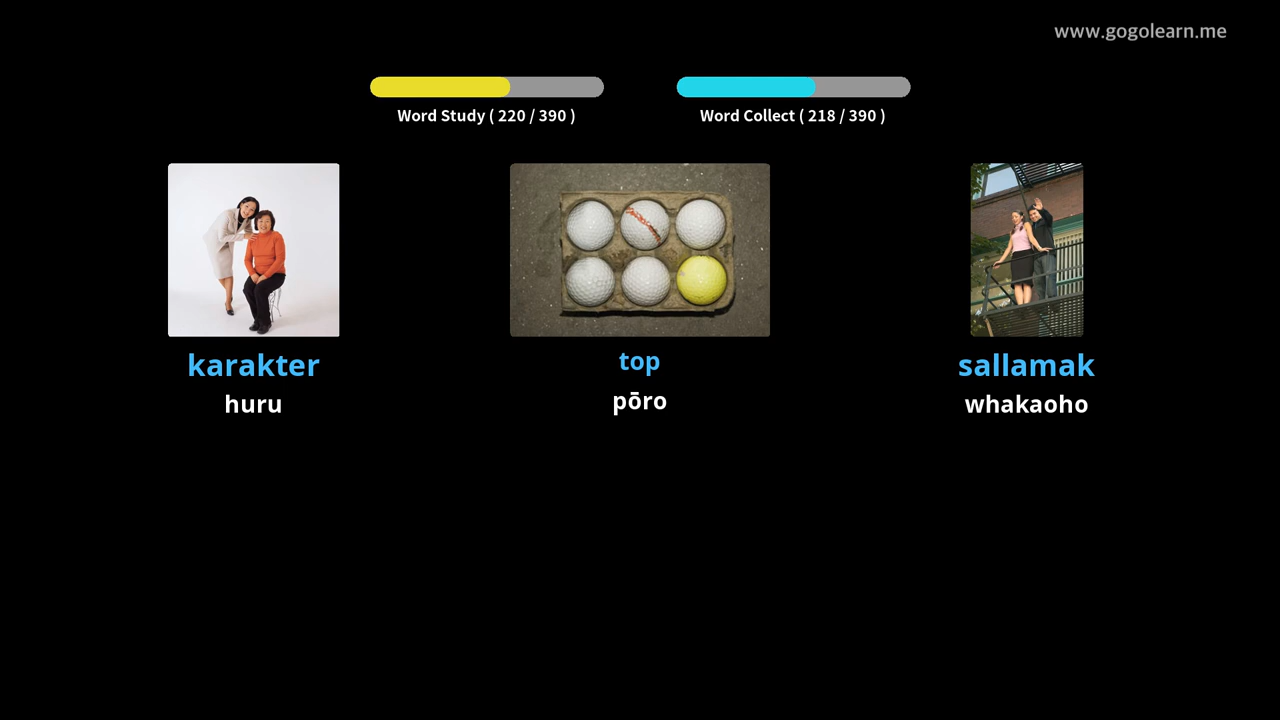 www.gogolearn.me
Word Study ( 220 / 390 )
Word Collect ( 218 / 390 )
karakter
huru
top
pōro
sallamak
whakaoho